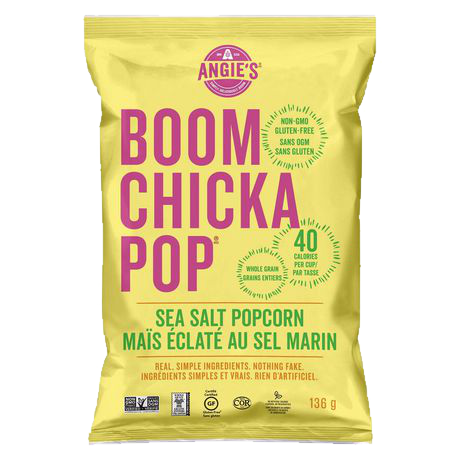 ANGIE'S
BOOM
CHICKA
POP
NON-GMO
GLUTEN-FREE
SANS OGM
SANS GLUTEN
40
CALORIES
PER CUP/
PAR TASSE
WHOLE GRAIN
GRAINS ENTIERS
SEA SALT POPCORN
MAÏS ÉCLATÉ AU SEL MARIN
REAL, SIMPLE INGREDIENTS. NOTHING FAKE.
INGRÉDIENTS SIMPLES ET VRAIS. RIEN D'ARTIFICIEL.
GF
COR
136 g